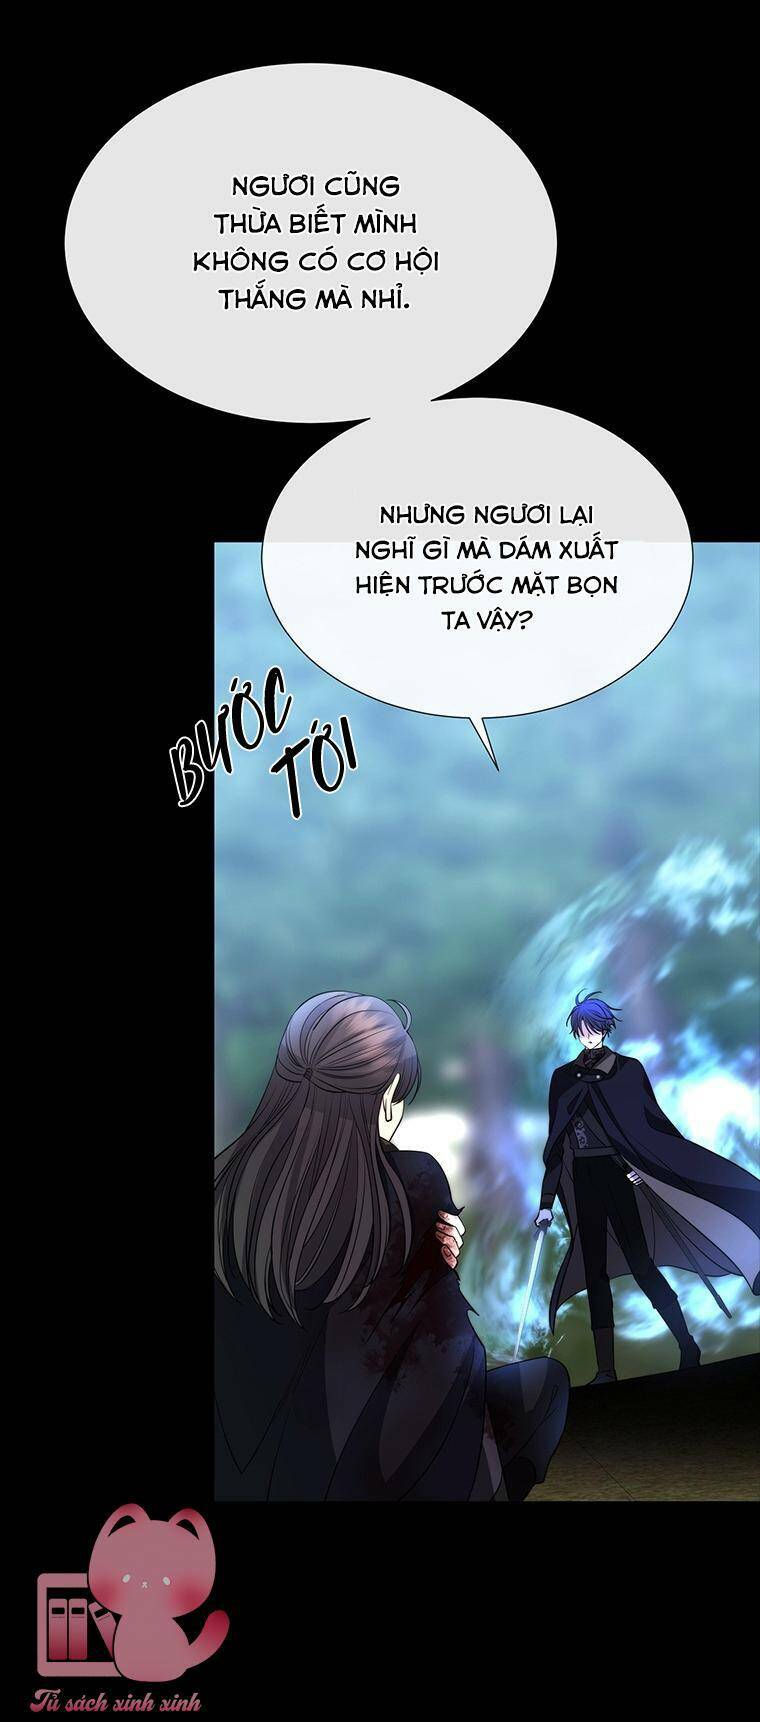 NGƯƠI CŨNG
THỪA BIẾT MÌNH
KHÔNG CÓ CƠ HỘI
THẮNG MÀ NHỈ.
NHƯNG NGƯƠI LẠI
NGHĨ GÌ MÀ DÁM XUẤT
HIỆN TRƯỚC MẶT BỌN
TA VẬY?
BƯỚC
TỚI
Tủ sách xinh xinh